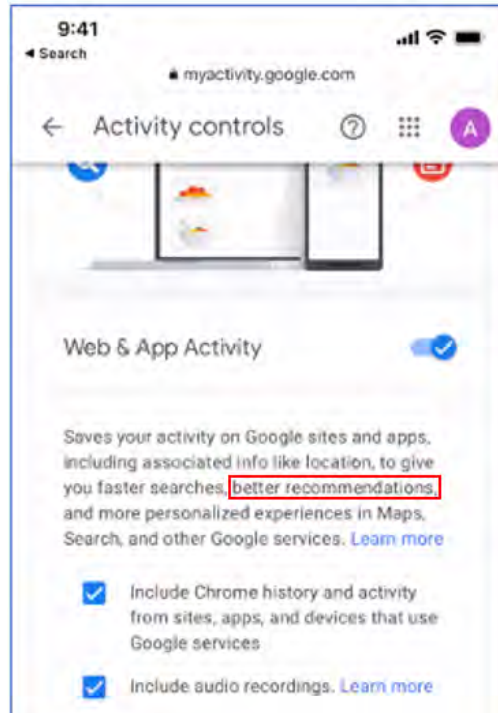 9:41
Search
myactivity.google.com
Activity controls
A
Web & App Activity
Saves your activity on Google sites and apps,
including associated info like location, to give
you faster searches, better recommendations,
and more personalized experiences in Maps,
Search, and other Google services. Learn more
Include Chrome history and activity
from sites, apps, and devices that use
Google services
Include audio recordings. Learn more